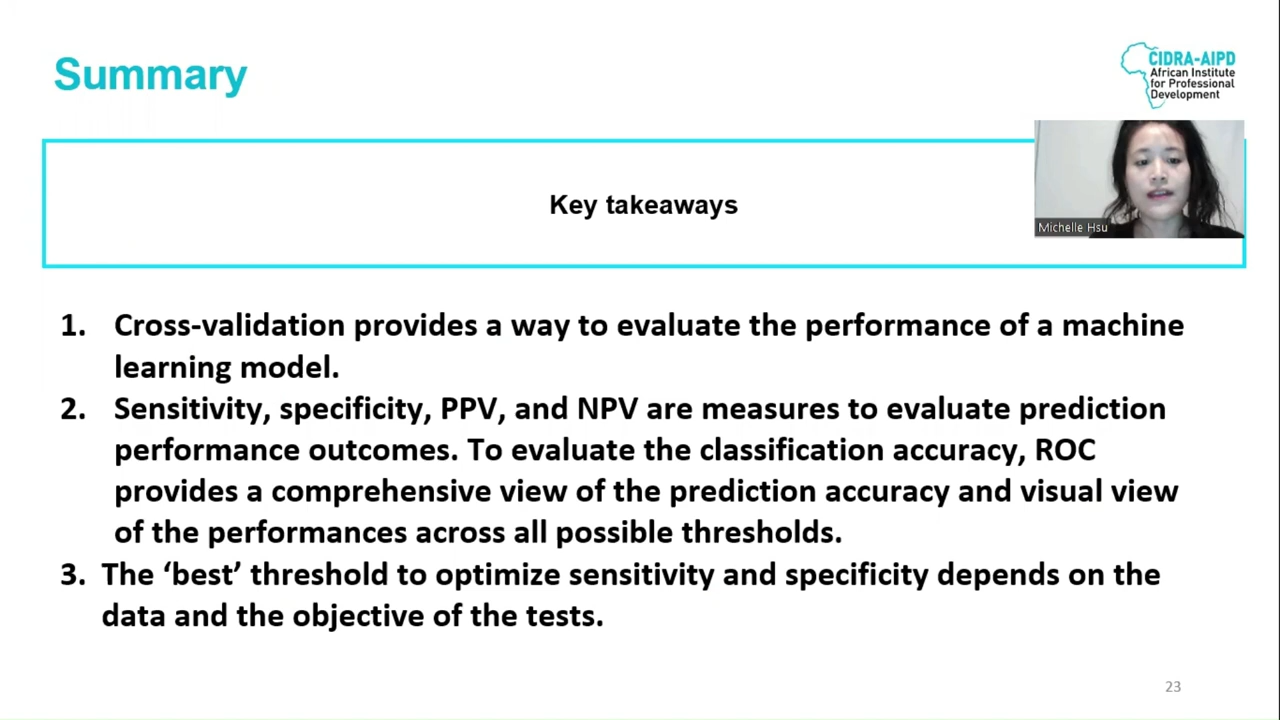 Summary
CIDRA-AIPD
African Institute
for Professional
Development
Key takeaways
Michelle Hsu
1. Cross-validation provides a way to evaluate the performance of a machine
learning model.
2. Sensitivity, specificity, PPV, and NPV are measures to evaluate prediction
performance outcomes. To evaluate the classification accuracy, ROC
provides a comprehensive view of the prediction accuracy and visual view
of the performances across all possible thresholds.
3. The ‘best’ threshold to optimize sensitivity and specificity depends on the
data and the objective of the tests.
23